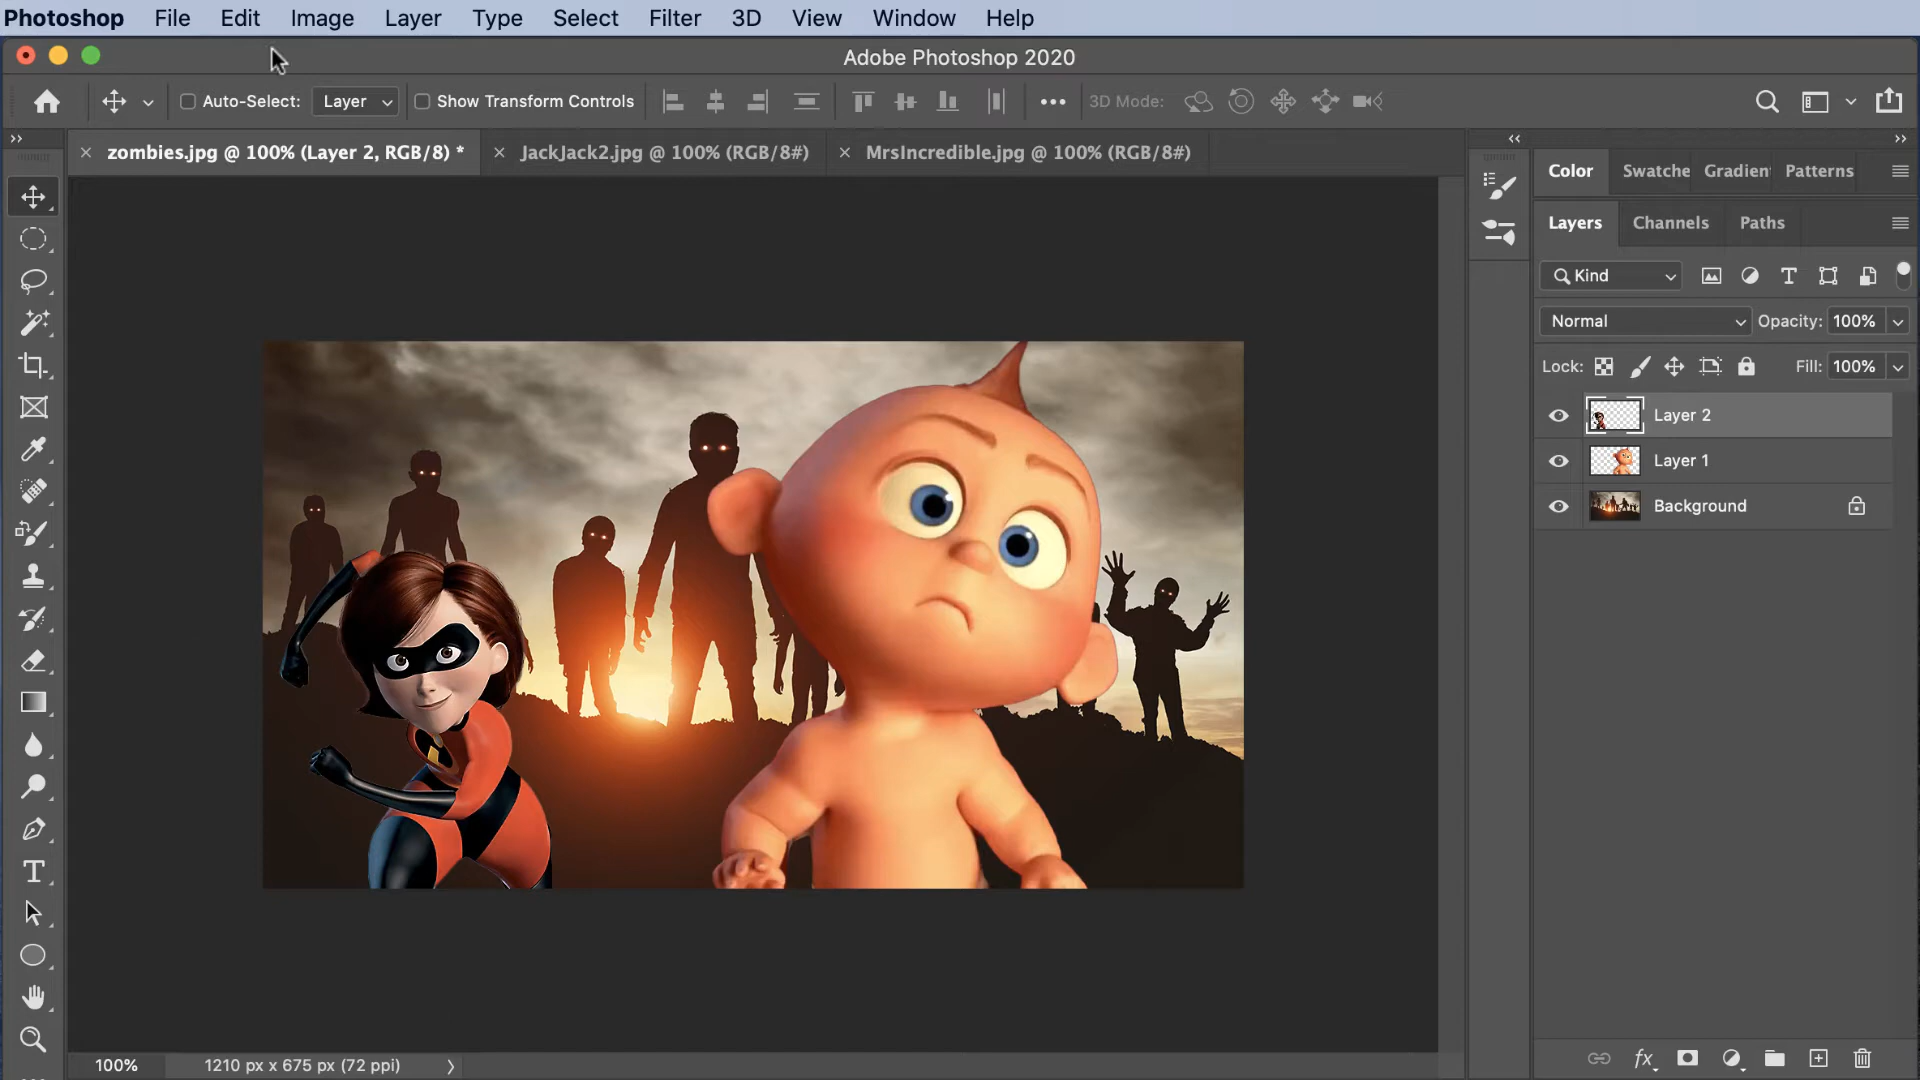 Photoshop File Edit Image Layer Type Select Filter 3D View Window Help
Adobe Photoshop 2020
Auto-Select: Layer Show Transform Controls 3D Mode:
zombies.jpg @ 100% (Layer 2, RGB/8) * JackJack2.jpg @ 100% (RGB/8#) MrsIncredible.jpg @ 100% (RGB/8#)
Color Swatche Gradien Patterns
Layers Channels Paths
Kind
Normal Opacity: 100%
Lock: Fill: 100%
Layer 2
Layer 1
Background
100% 1210 px x 675 px (72 ppi)